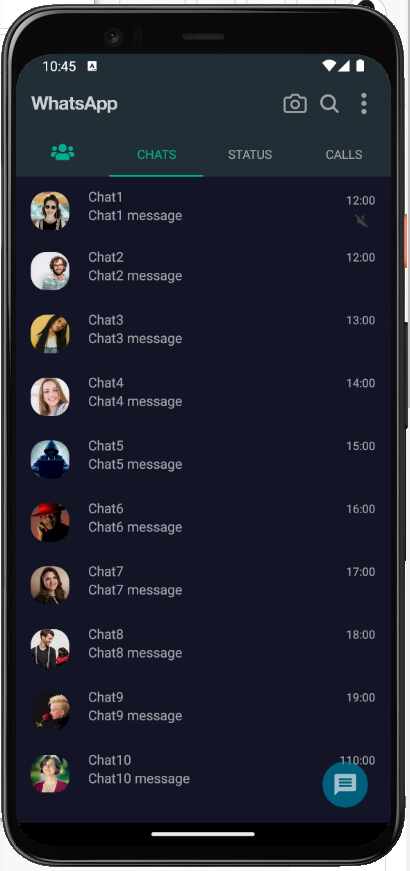 10:45 A
WhatsApp
CHATS STATUS CALLS
Chat1 12:00
Chat1 message
Chat2 12:00
Chat2 message
Chat3 13:00
Chat3 message
Chat4 14:00
Chat4 message
Chat5 15:00
Chat5 message
Chat6 16:00
Chat6 message
Chat7 17:00
Chat7 message
Chat8 18:00
Chat8 message
Chat9 19:00
Chat9 message
Chat10 110:00
Chat10 message